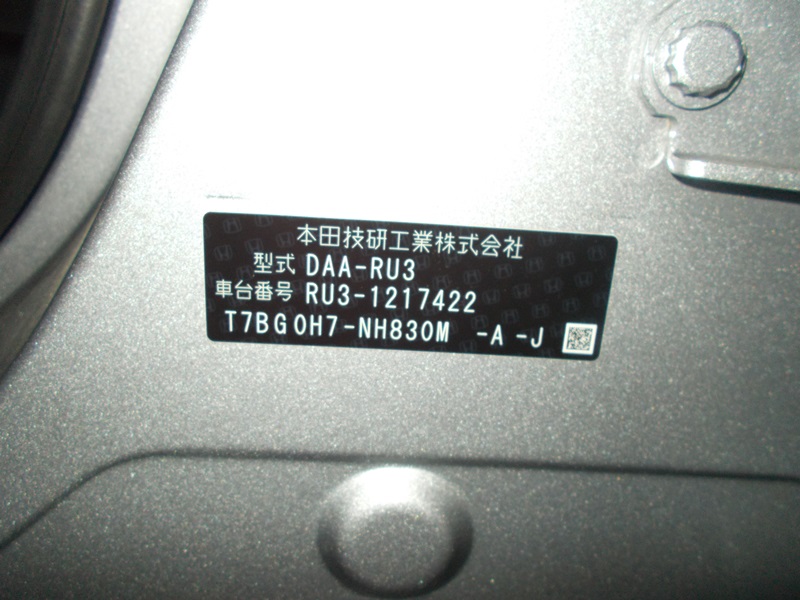 本田技研工業株式会社
型式 DAA-RU3
車台番号 RU3-1217422
T7BG0H7-NH830M -A -J